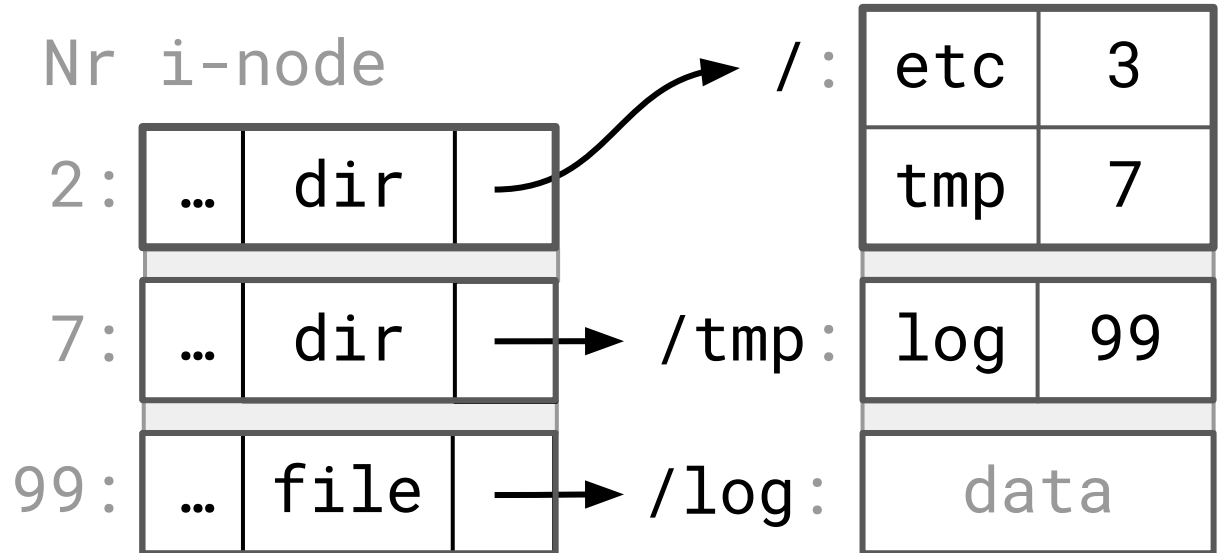 Nr i-node
/: etc 3
2: … dir tmp 7
7: … dir /tmp: log 99
99: … file /log: data